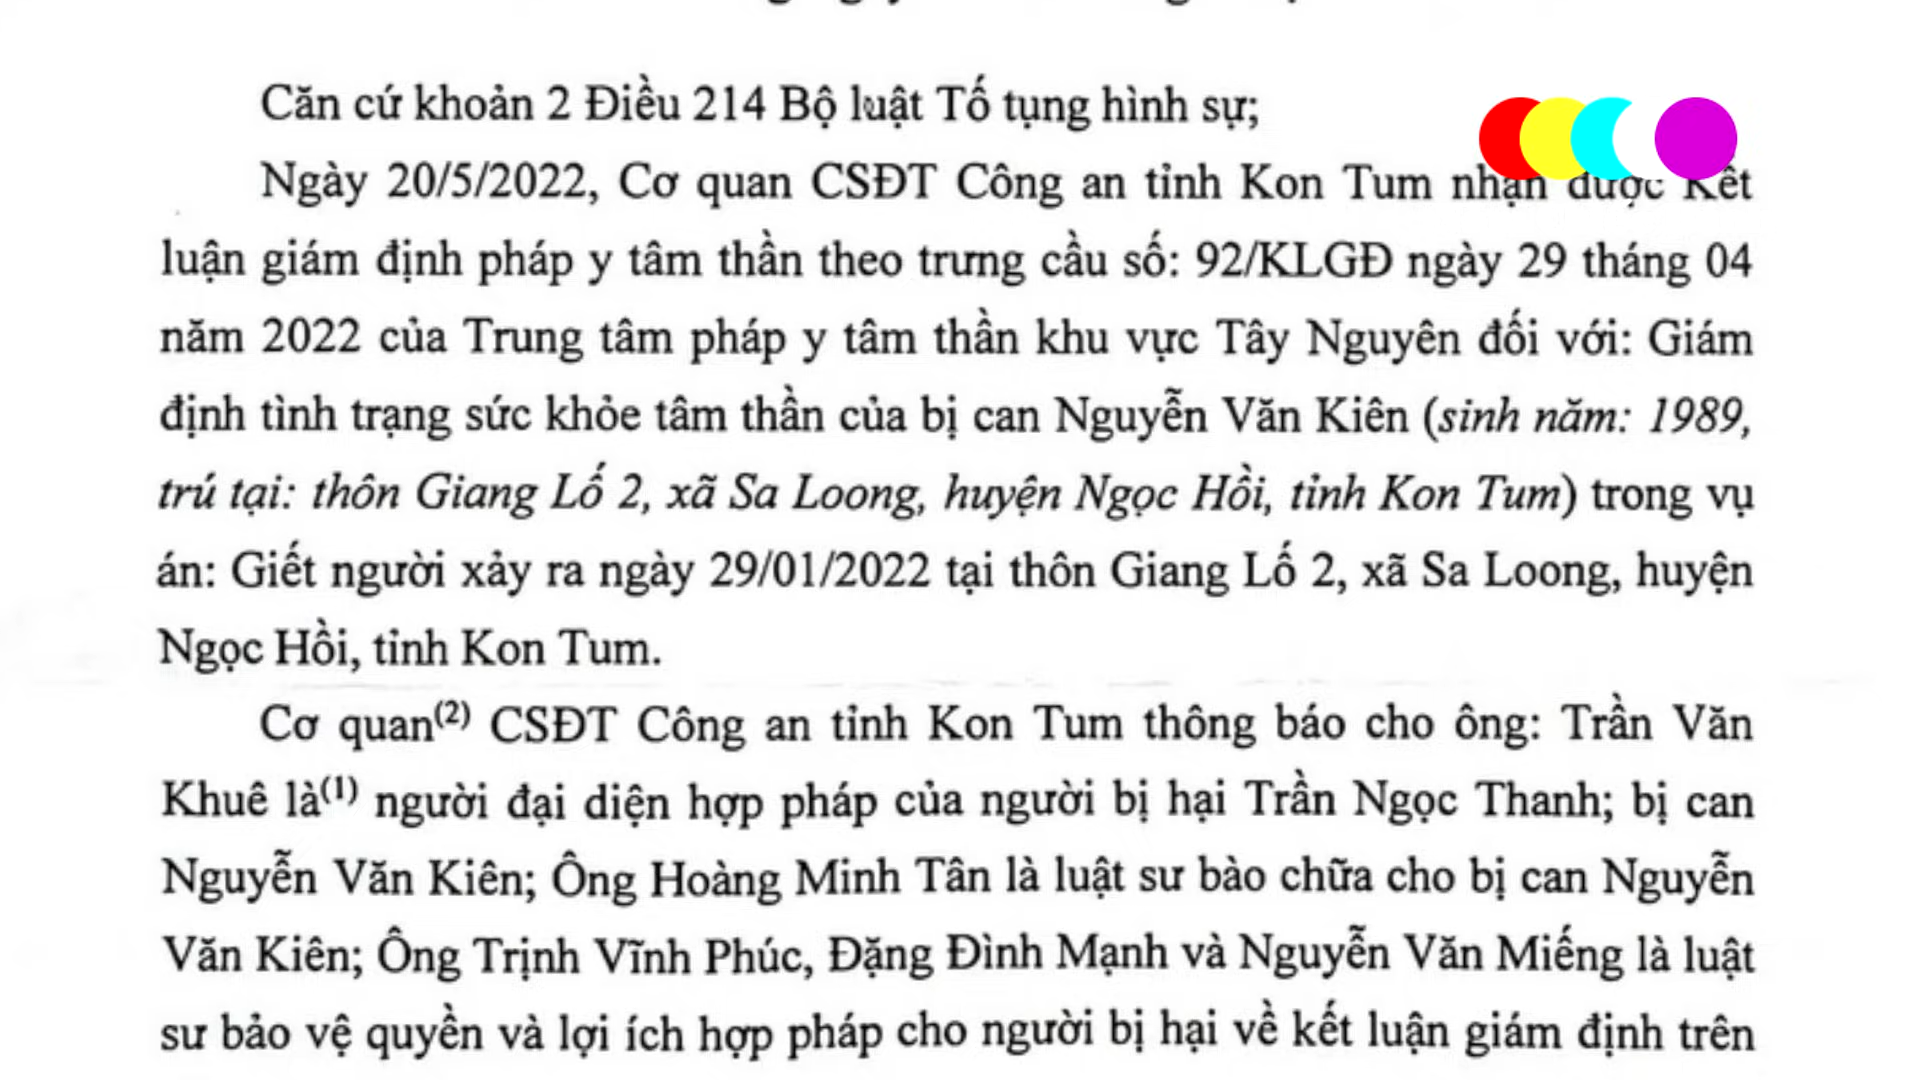 Căn cứ khoản 2 Điều 214 Bộ luật Tố tụng hình sự;
Ngày 20/5/2022, Cơ quan CSĐT Công an tỉnh Kon Tum nhận được Kết
luận giám định pháp y tâm thần theo trưng cầu số: 92/KLGĐ ngày 29 tháng 04
năm 2022 của Trung tâm pháp y tâm thần khu vực Tây Nguyên đối với: Giám
định tình trạng sức khỏe tâm thần của bị can Nguyễn Văn Kiên (sinh năm: 1989,
trú tại: thôn Giang Lố 2, xã Sa Loong, huyện Ngọc Hồi, tỉnh Kon Tum) trong vụ
án: Giết người xảy ra ngày 29/01/2022 tại thôn Giang Lố 2, xã Sa Loong, huyện
Ngọc Hồi, tỉnh Kon Tum.
Cơ quan(2) CSĐT Công an tỉnh Kon Tum thông báo cho ông: Trần Văn
Khuê là(1) người đại diện hợp pháp của người bị hại Trần Ngọc Thanh; bị can
Nguyễn Văn Kiên; Ông Hoàng Minh Tân là luật sư bào chữa cho bị can Nguyễn
Văn Kiên; Ông Trịnh Vĩnh Phúc, Đặng Đình Mạnh và Nguyễn Văn Miếng là luật
sư bảo vệ quyền và lợi ích hợp pháp cho người bị hại về kết luận giám định trên